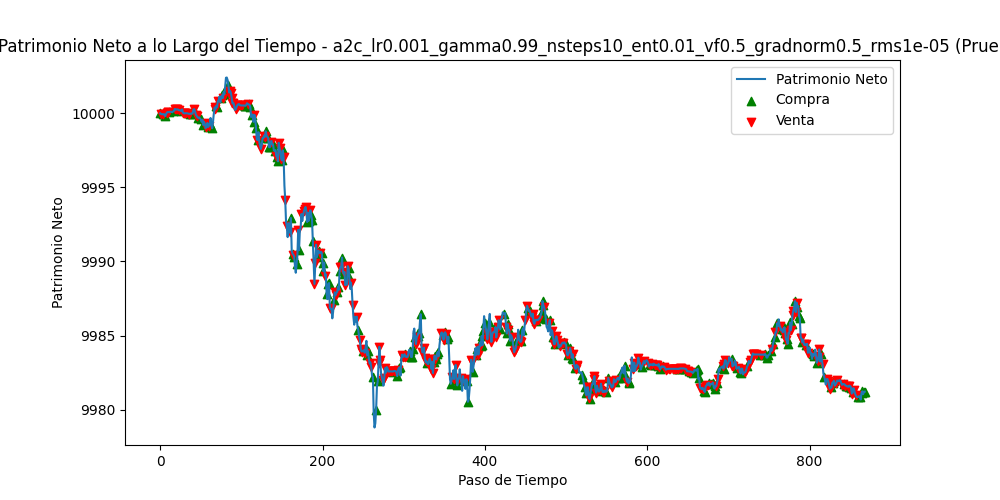 Patrimonio Neto a lo Largo del Tiempo - a2c_lr0.001_gamma0.99_nsteps10_ent0.01_vf0.5_gradnorm0.5_rms1e-05 (Prue
Patrimonio Neto
Compra
Venta
10000
9995
9990
9985
9980
Patrimonio Neto
0 200 400 600 800
Paso de Tiempo